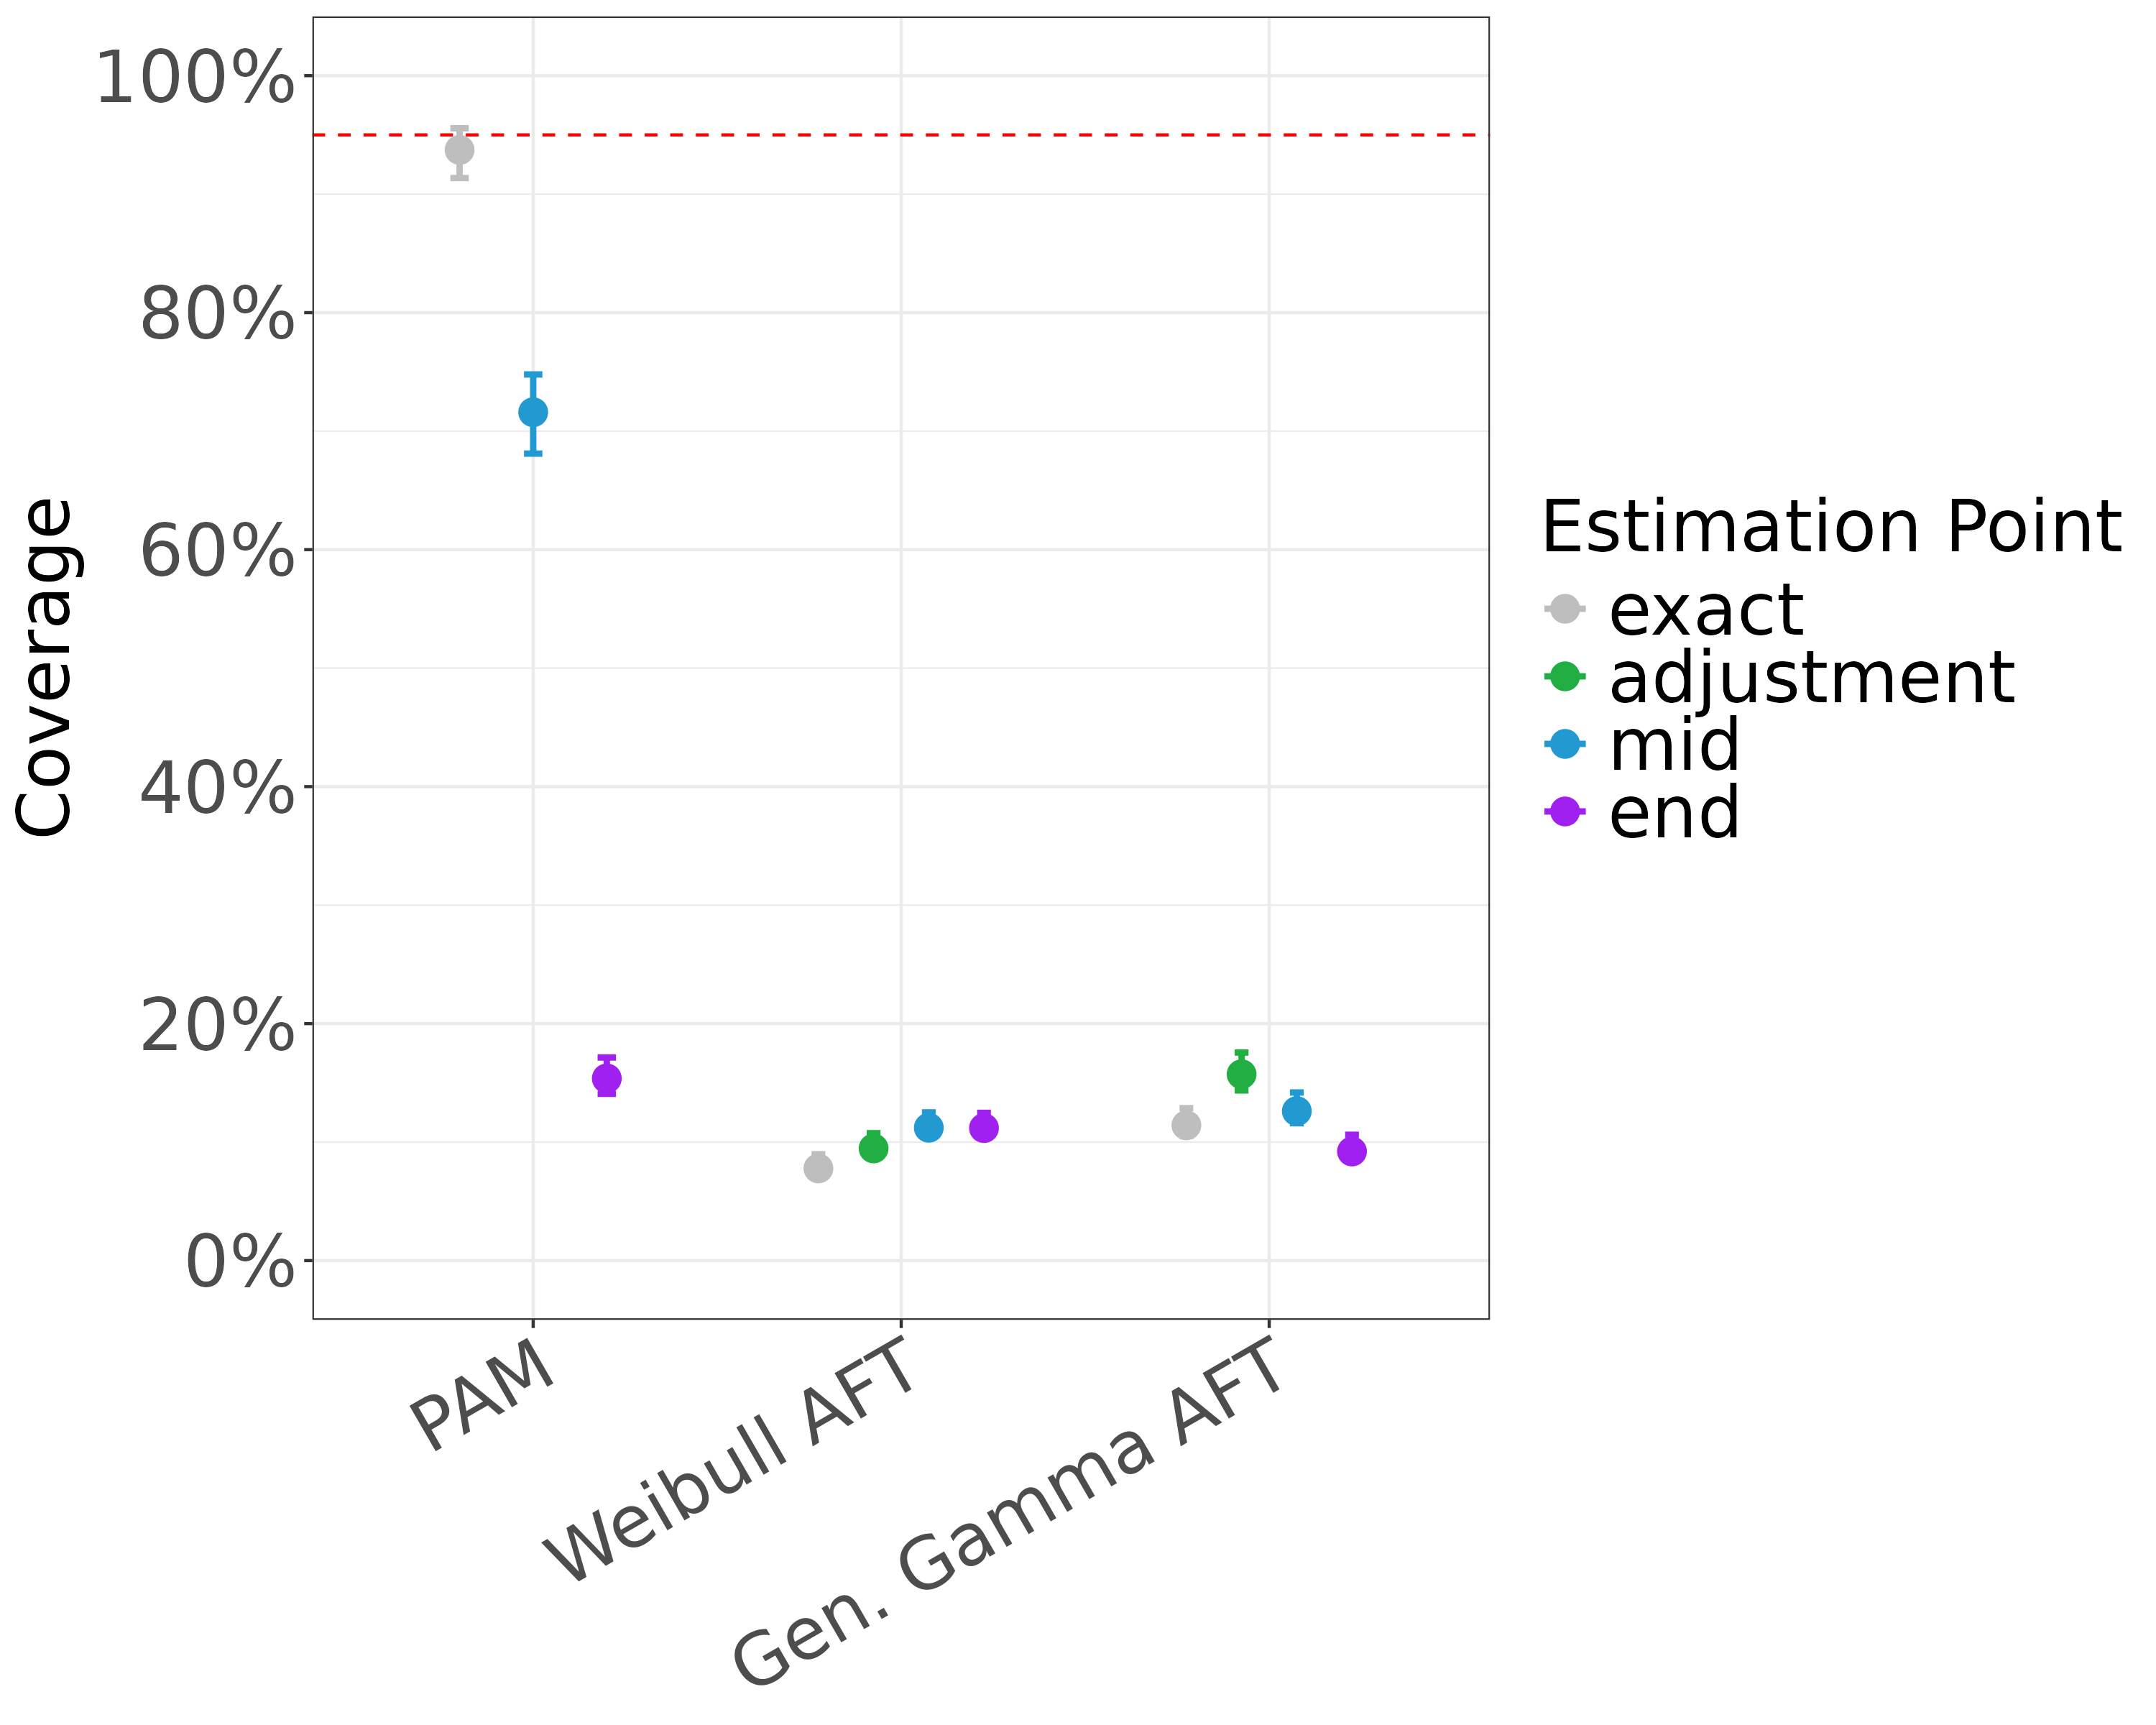 100%
80%
60%
40%
20%
0%
Coverage
PAM
Weibull AFT
Gen. Gamma AFT
Estimation Point
exact
adjustment
mid
end